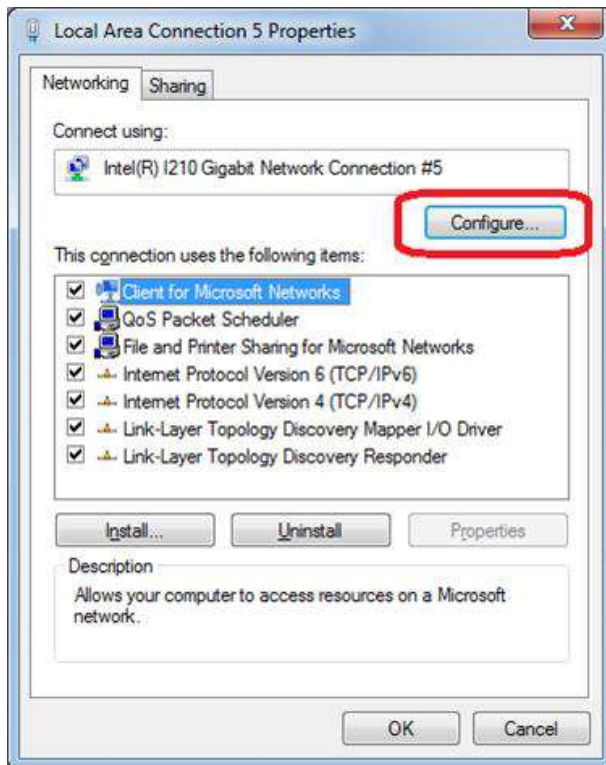 Local Area Connection 5 Properties
Networking
Sharing
Connect using:
Intel(R) I210 Gigabit Network Connection #5
Configure...
This connection uses the following items:
Client for Microsoft Networks
QoS Packet Scheduler
File and Printer Sharing for Microsoft Networks
Internet Protocol Version 6 (TCP/IPv6)
Internet Protocol Version 4 (TCP/IPv4)
Link-Layer Topology Discovery Mapper I/O Driver
Link-Layer Topology Discovery Responder
Install...
Uninstall
Properties
Description
Allows your computer to access resources on a Microsoft
network.
OK
Cancel